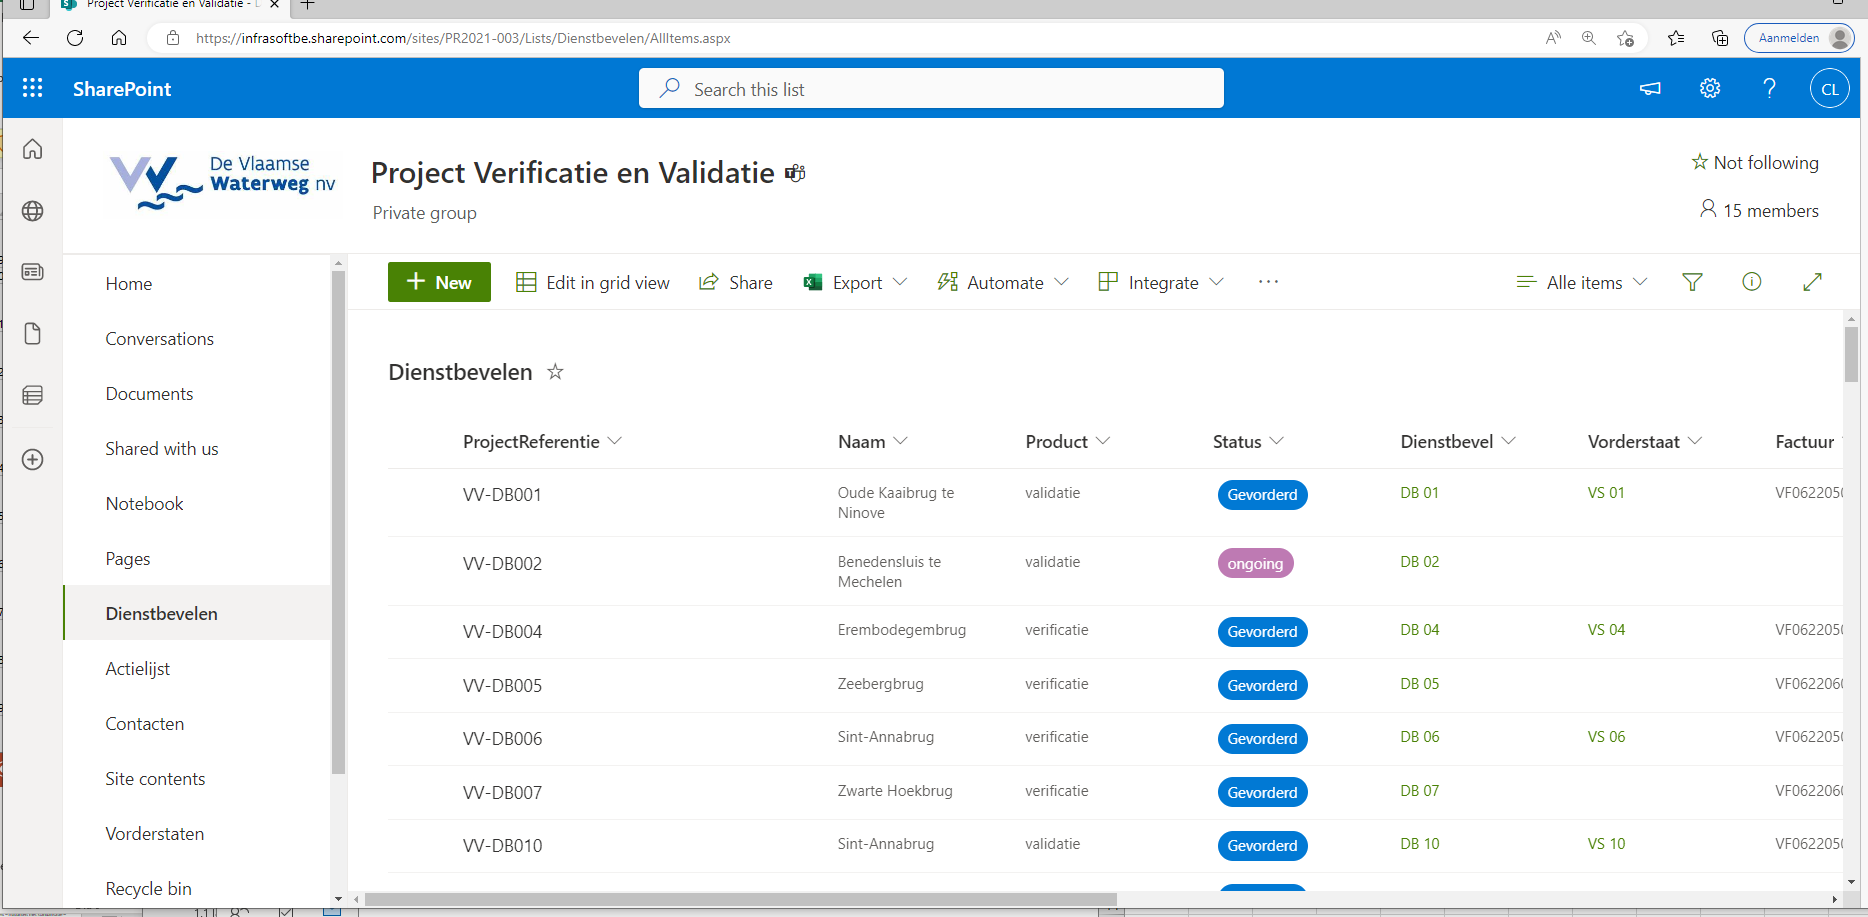 Project Verificatie en Validatie -
https://infrasoftbe.sharepoint.com/sites/PR2021-003/Lists/Dienstbevelen/AllItems.aspx
Aanmelden
SharePoint
Search this list
CL
De Vlaamse
Waterweg nv
Project Verificatie en Validatie
Private group
Not following
15 members
Home
Conversations
Documents
Shared with us
Notebook
Pages
Dienstbevelen
Actielijst
Contacten
Site contents
Vorderstaten
Recycle bin
New
Edit in grid view
Share
Export
Automate
Integrate
Alle items
Dienstbevelen
ProjectReferentie Naam Product Status Dienstbevel Vorderstaat Factuur
VV-DB001 Oude Kaaibrug te validatie Gevorderd DB 01 VS 01 VF062205
Ninove
VV-DB002 Benedensluis te validatie ongoing DB 02
Mechelen
VV-DB004 Erembodegembrug verificatie Gevorderd DB 04 VS 04 VF062205
VV-DB005 Zeebergbrug verificatie Gevorderd DB 05 VF062206
VV-DB006 Sint-Annabrug verificatie Gevorderd DB 06 VS 06 VF062205
VV-DB007 Zwarte Hoekbrug verificatie Gevorderd DB 07 VF062206
VV-DB010 Sint-Annabrug validatie Gevorderd DB 10 VS 10 VF062205